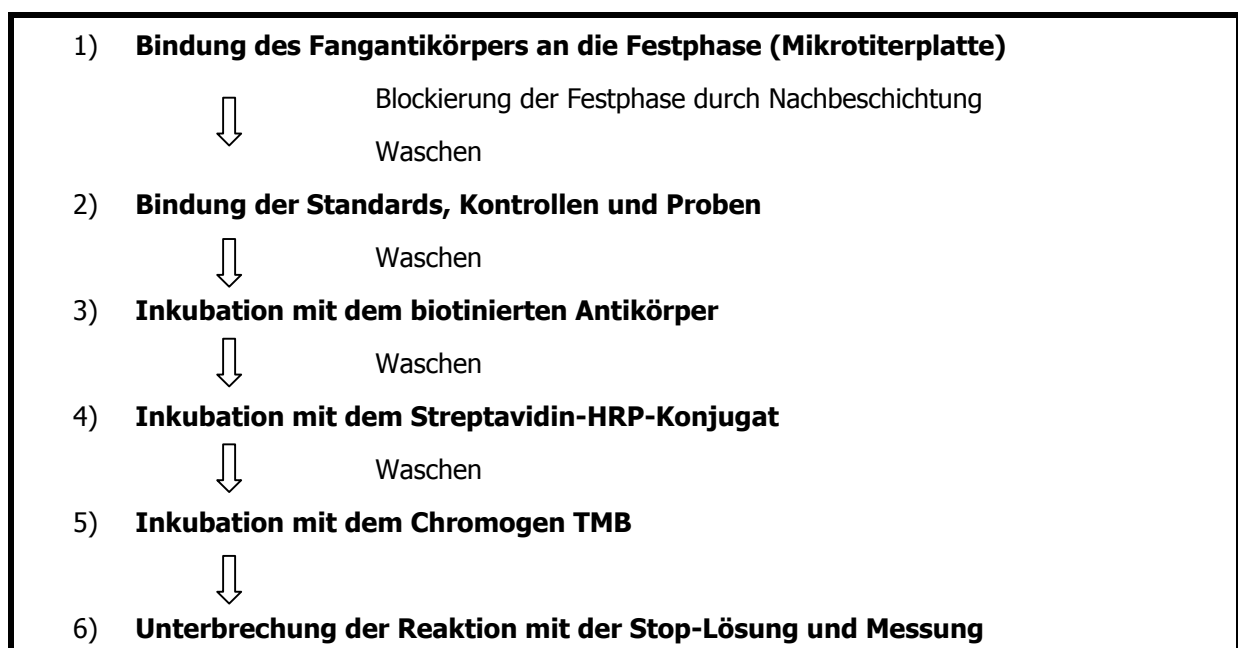 1) Bindung des Fangantikörpers an die Festphase (Mikrotiterplatte)
Blockierung der Festphase durch Nachbeschichtung
Waschen
2) Bindung der Standards, Kontrollen und Proben
Waschen
3) Inkubation mit dem biotinierten Antikörper
Waschen
4) Inkubation mit dem Streptavidin-HRP-Konjugat
Waschen
5) Inkubation mit dem Chromogen TMB
6) Unterbrechung der Reaktion mit der Stop-Lösung und Messung